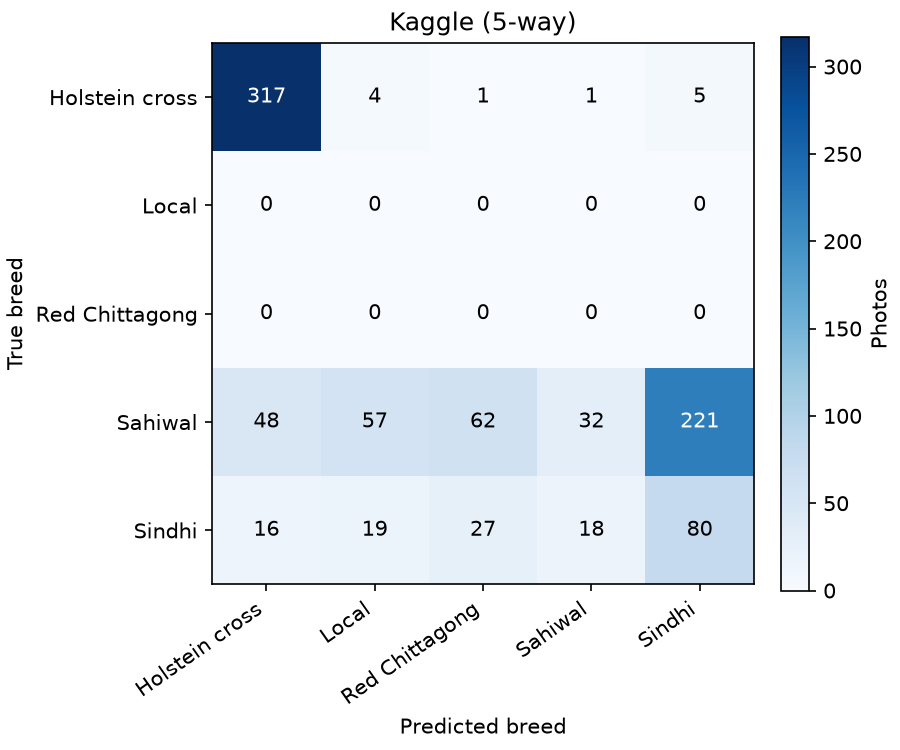 Kaggle (5-way)
Holstein cross 317 4 1 1 5
Local 0 0 0 0 0
Red Chittagong 0 0 0 0 0
Sahiwal 48 57 62 32 221
Sindhi 16 19 27 18 80
True breed
Holstein cross Local Red Chittagong Sahiwal Sindhi
Predicted breed
300
250
200
150
100
50
0
Photos